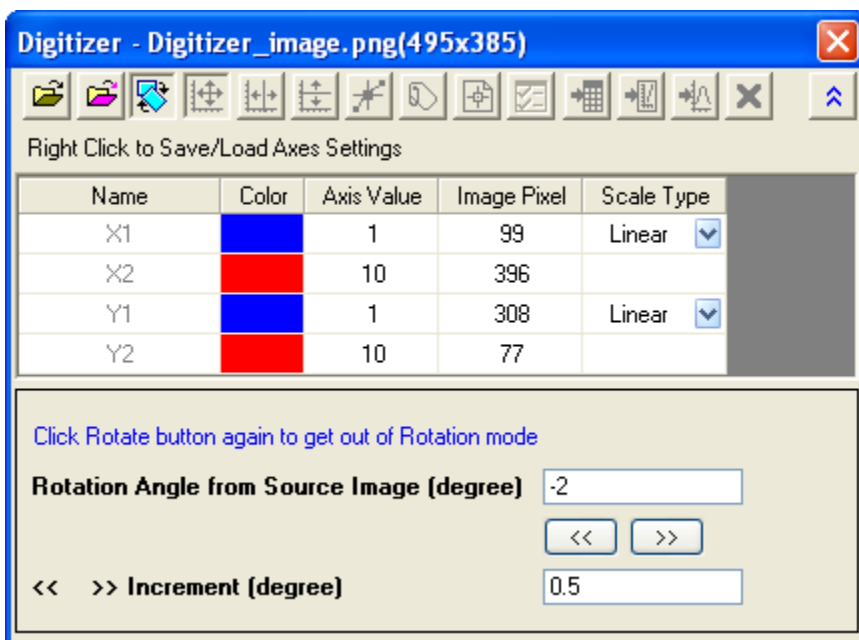 Digitizer - Digitizer_image.png(495x385)
Right Click to Save/Load Axes Settings
Name Color Axis Value Image Pixel Scale Type
X1 1 99 Linear
X2 10 396
Y1 1 308 Linear
Y2 10 77
Click Rotate button again to get out of Rotation mode
Rotation Angle from Source Image (degree) -2
<< >>
<< >> Increment (degree) 0.5